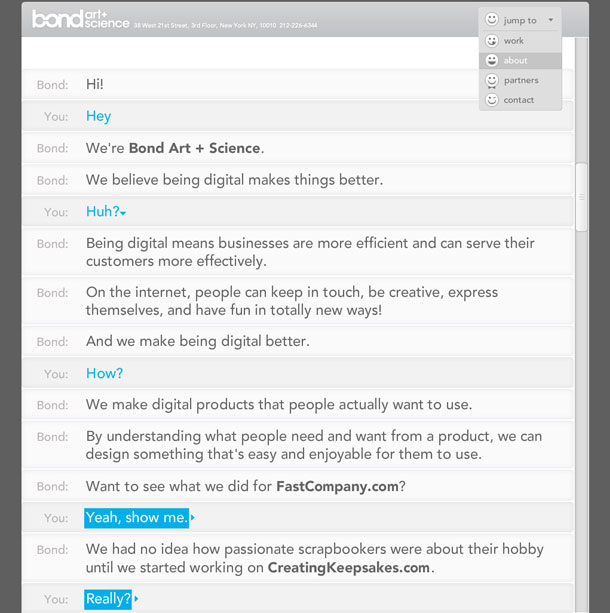 bond art+ science 38 West 21st Street, 3rd Floor, New York NY, 10010 212-226-6344
jump to
work
about
partners
contact
Bond: Hi!
You: Hey
Bond: We're Bond Art + Science.
Bond: We believe being digital makes things better.
You: Huh?
Bond: Being digital means businesses are more efficient and can serve their
customers more effectively.
Bond: On the internet, people can keep in touch, be creative, express
themselves, and have fun in totally new ways!
Bond: And we make being digital better.
You: How?
Bond: We make digital products that people actually want to use.
Bond: By understanding what people need and want from a product, we can
design something that's easy and enjoyable for them to use.
Bond: Want to see what we did for FastCompany.com?
You: Yeah, show me.
Bond: We had no idea how passionate scrapbookers were about their hobby
until we started working on CreatingKeepsakes.com.
You: Really?